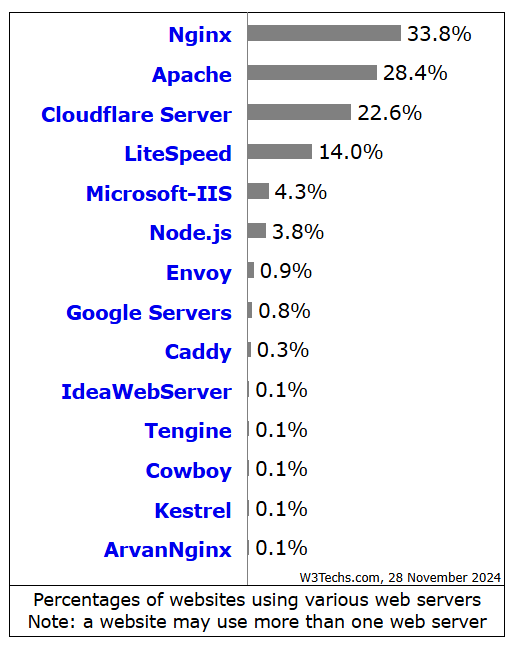 Nginx 33.8%
Apache 28.4%
Cloudflare Server 22.6%
LiteSpeed 14.0%
Microsoft-IIS 4.3%
Node.js 3.8%
Envoy 0.9%
Google Servers 0.8%
Caddy 0.3%
IdeaWebServer 0.1%
Tengine 0.1%
Cowboy 0.1%
Kestrel 0.1%
ArvanNginx 0.1%
W3Techs.com, 28 November 2024
Percentages of websites using various web servers
Note: a website may use more than one web server